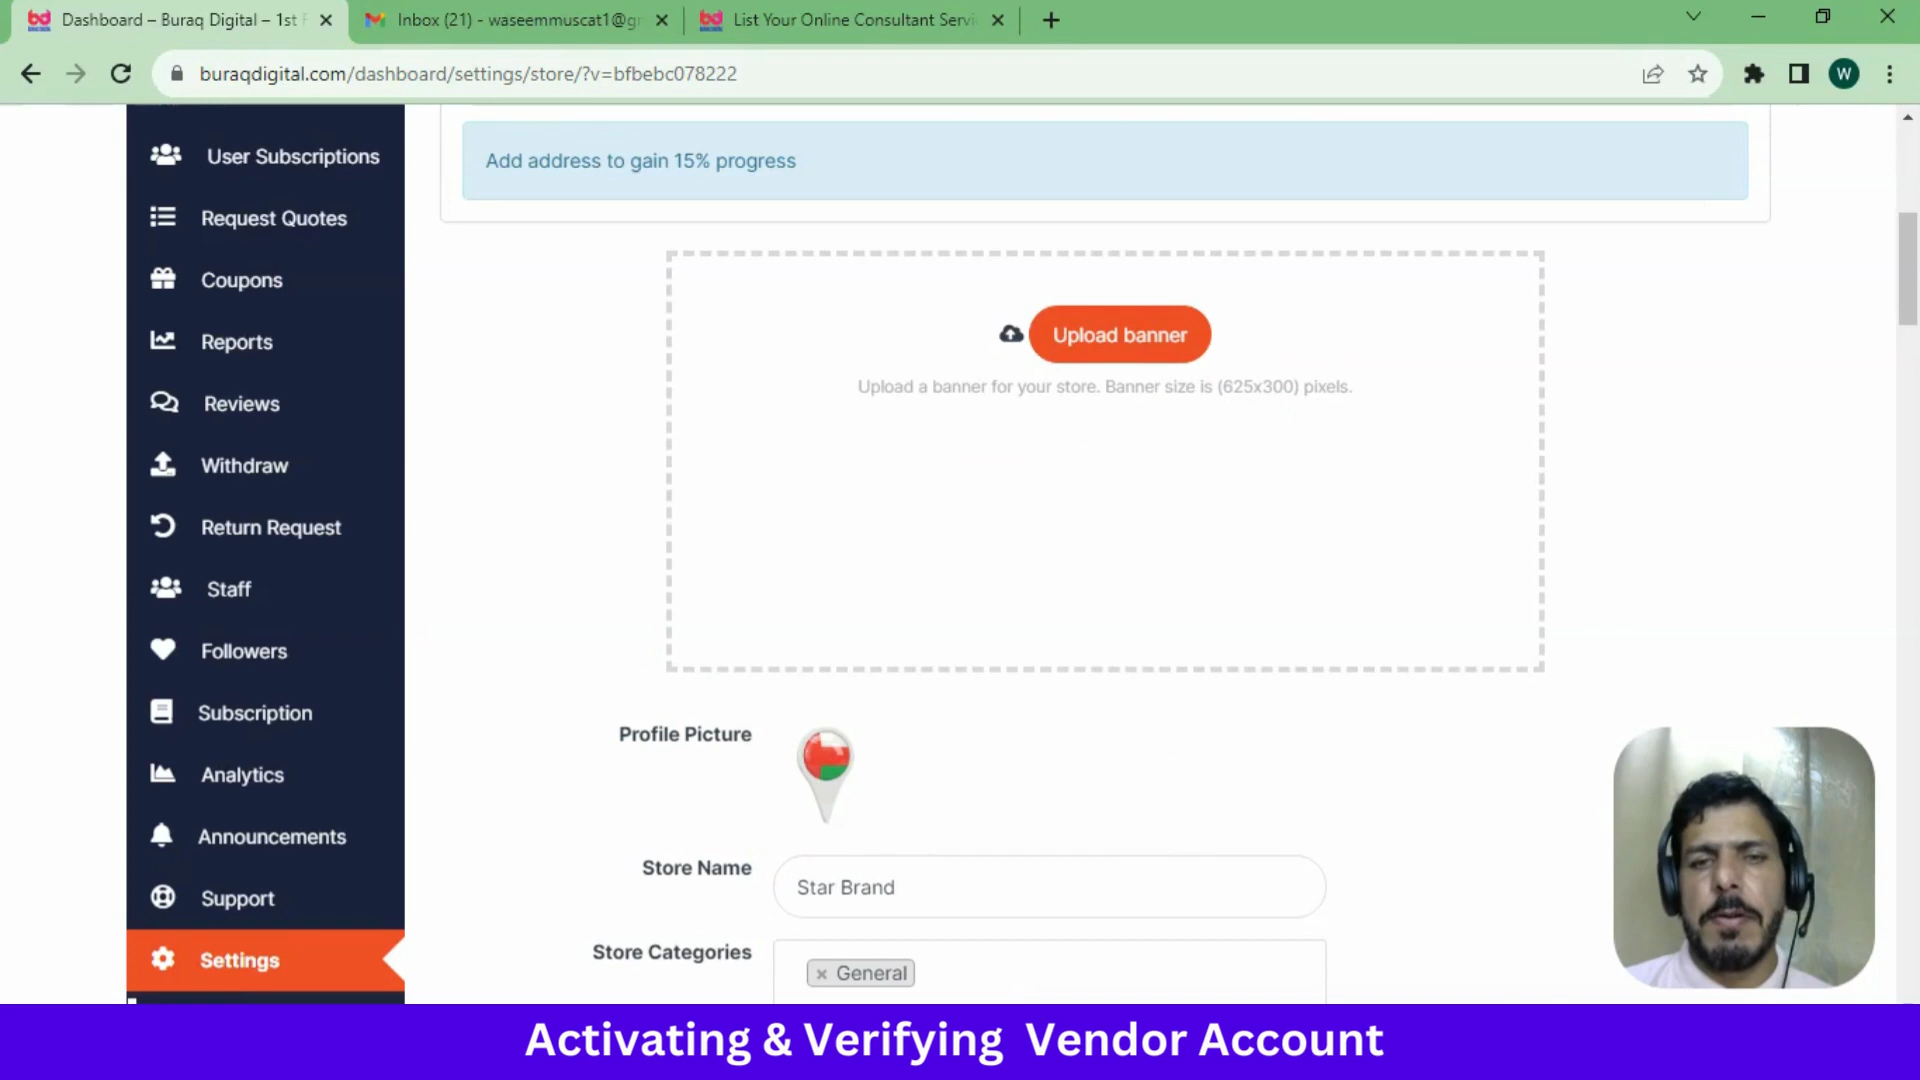 Dashboard – Buraq Digital – 1st F
Inbox (21) - waseemmuscat1@gm
List Your Online Consultant Servi
buraqdigital.com/dashboard/settings/store/?v=bfbebc078222
W
User Subscriptions
Request Quotes
Coupons
Reports
Reviews
Withdraw
Return Request
Staff
Followers
Subscription
Analytics
Announcements
Support
Settings
Add address to gain 15% progress
Upload banner
Upload a banner for your store. Banner size is (625x300) pixels.
Profile Picture
Store Name
Star Brand
Store Categories
× General
Activating & Verifying Vendor Account